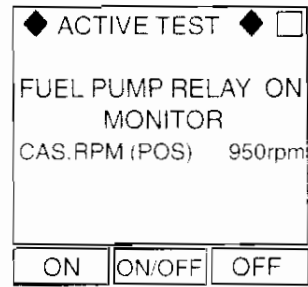 ◆ ACTIVE TEST ◆
FUEL PUMP RELAY ON
MONITOR
CAS.RPM (POS) 950rpm
ON ON/OFF OFF